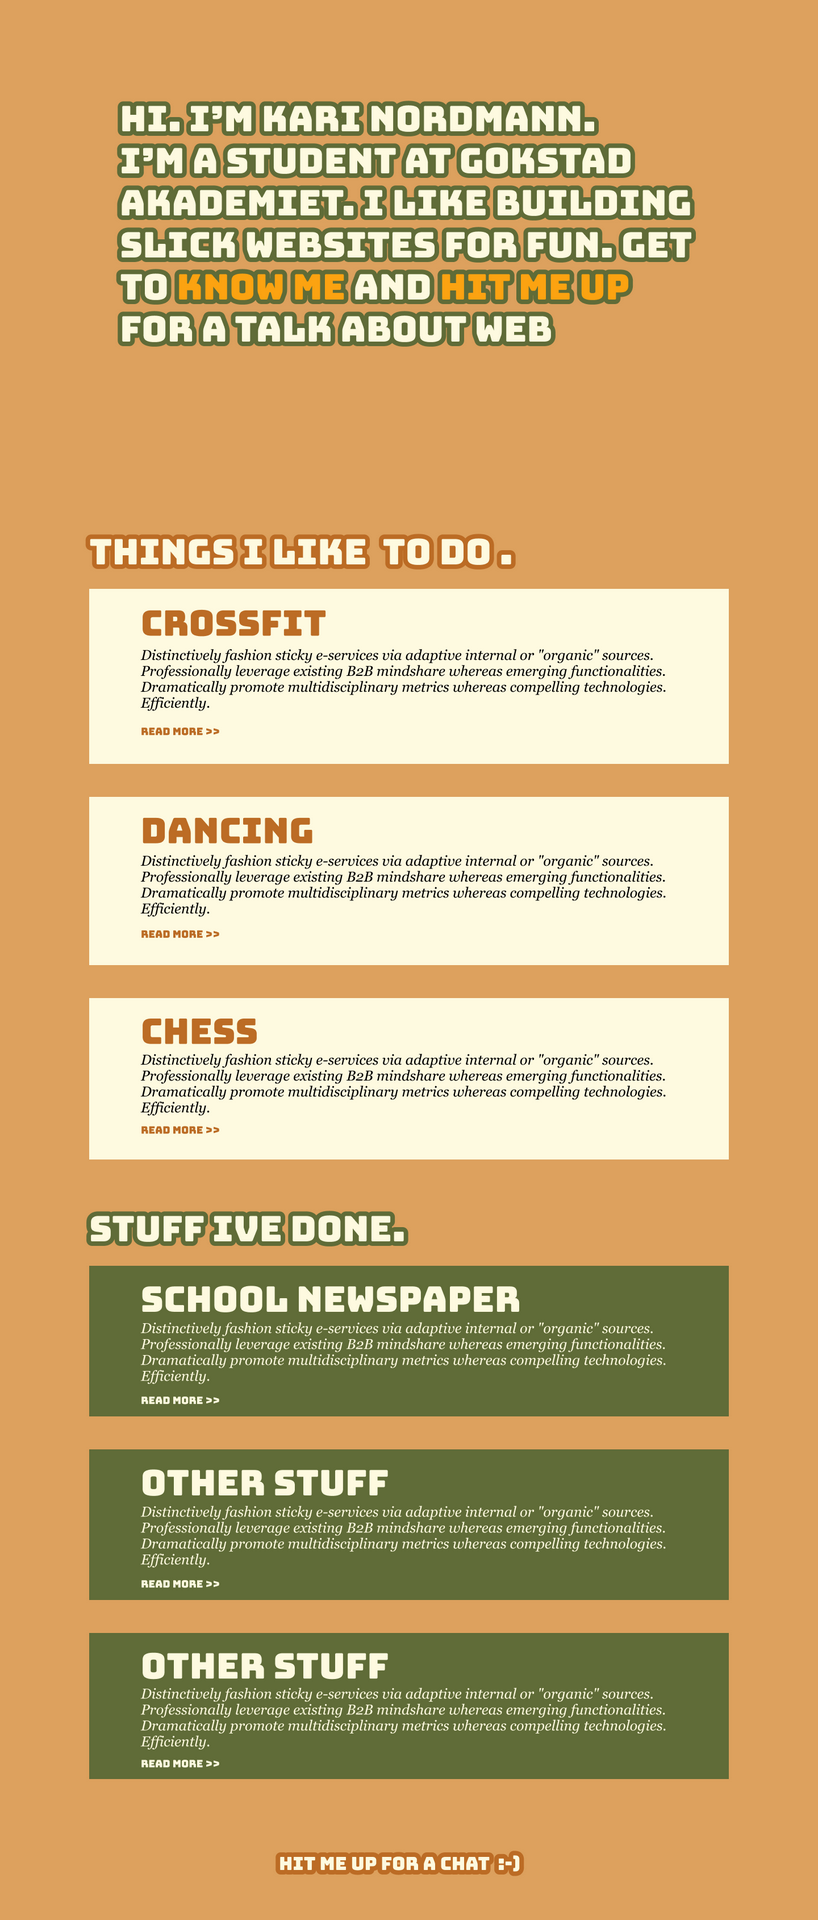 HI. I'M KARI NORDMANN.
I'M A STUDENT AT GOKSTAD
AKADEMIET. I LIKE BUILDING
SLICK WEBSITES FOR FUN. GET
TO KNOW ME AND HIT ME UP
FOR A TALK ABOUT WEB
THINGS I LIKE TO DO.
CROSSFIT
Distinctively fashion sticky e-services via adaptive internal or "organic" sources.
Professionally leverage existing B2B mindshare whereas emerging functionalities.
Dramatically promote multidisciplinary metrics whereas compelling technologies.
Efficiently.
READ MORE >>
DANCING
Distinctively fashion sticky e-services via adaptive internal or "organic" sources.
Professionally leverage existing B2B mindshare whereas emerging functionalities.
Dramatically promote multidisciplinary metrics whereas compelling technologies.
Efficiently.
READ MORE >>
CHESS
Distinctively fashion sticky e-services via adaptive internal or "organic" sources.
Professionally leverage existing B2B mindshare whereas emerging functionalities.
Dramatically promote multidisciplinary metrics whereas compelling technologies.
Efficiently.
READ MORE >>
STUFF IVE DONE.
SCHOOL NEWSPAPER
Distinctively fashion sticky e-services via adaptive internal or "organic" sources.
Professionally leverage existing B2B mindshare whereas emerging functionalities.
Dramatically promote multidisciplinary metrics whereas compelling technologies.
Efficiently.
READ MORE >>
OTHER STUFF
Distinctively fashion sticky e-services via adaptive internal or "organic" sources.
Professionally leverage existing B2B mindshare whereas emerging functionalities.
Dramatically promote multidisciplinary metrics whereas compelling technologies.
Efficiently.
READ MORE >>
OTHER STUFF
Distinctively fashion sticky e-services via adaptive internal or "organic" sources.
Professionally leverage existing B2B mindshare whereas emerging functionalities.
Dramatically promote multidisciplinary metrics whereas compelling technologies.
Efficiently.
READ MORE >>
HIT ME UP FOR A CHAT :-)